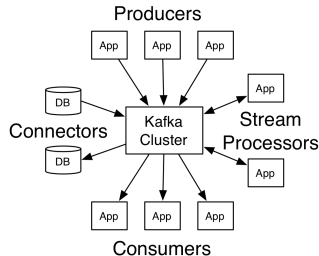 Producers
App
App
App
DB
App
Connectors
Kafka
Cluster
Stream
Processors
DB
App
App
App
App
Consumers